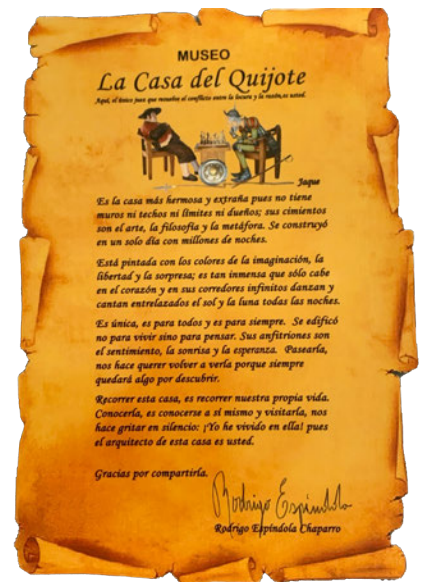 MUSEO
La Casa del Quijote
Aquí, el único juez que resuelve el conflicto entre la locura y la razón, es usted.
Jaque
Es la casa más hermosa y extraña pues no tiene
muros ni techos ni límites ni dueños; sus cimientos
son el arte, la filosofía y la metáfora. Se construyó
en un solo día con millones de noches.
Está pintada con los colores de la imaginación, la
libertad y la sorpresa; es tan inmensa que sólo cabe
en el corazón y en sus corredores infinitos danzan y
cantan entrelazados el sol y la luna todas las noches.
Es única, es para todos y es para siempre. Se edificó
no para vivir sino para pensar. Sus anfitriones son
el sentimiento, la sonrisa y la esperanza. Pasearla,
nos hace querer volver a verla porque siempre
quedará algo por descubrir.
Recorrer esta casa, es recorrer nuestra propia vida.
Conocerla, es conocerse a sí mismo y visitarla, nos
hace gritar en silencio: ¡Yo he vivido en ella! pues
el arquitecto de esta casa es usted.
Gracias por compartirla.
Rodrigo Espíndola
Rodrigo Espíndola Chaparro